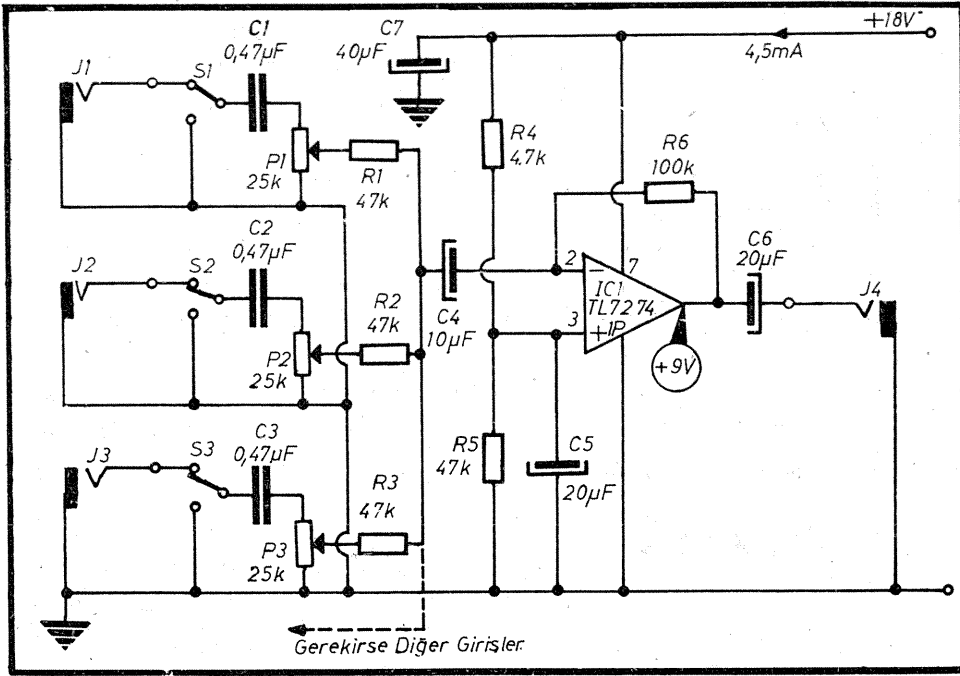 J1
S1
C1
0,47µF
P1
25k
R1
47k
C7
40µF
+18V
4,5mA
R4
4.7k
R6
100k
J2
S2
C2
0,47µF
P2
25k
R2
47k
C4
10µF
2
7
IC1
TL7274.
3
1P
+9V
C6
20µF
J4
J3
S3
C3
0,47µF
P3
25k
R3
47k
R5
47k
C5
20µF
Gerekirse Diğer Girişler.